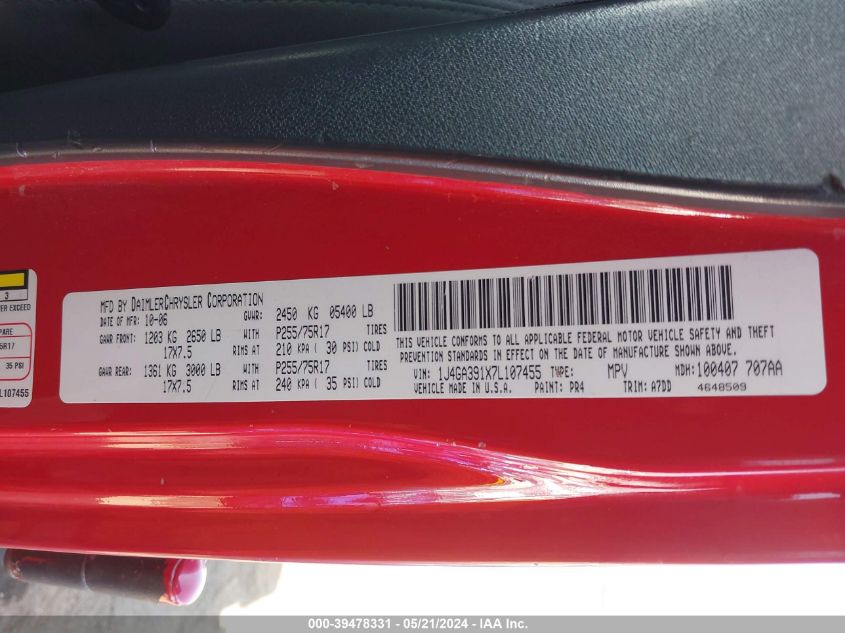 3
ER EXCEED
PARE
5R17
35 PSI
L107455
MFD BY DAIMLERCHRYSLER CORPORATION
DATE OF MFR: 10-06 GVWR: 2450 KG 05400 LB
GAWR FRONT: 1203 KG 2650 LB WITH P255/75R17 TIRES
17X7.5 RIMS AT 210 KPA ( 30 PSI) COLD
GAWR REAR: 1361 KG 3000 LB WITH P255/75R17 TIRES
17X7.5 RIMS AT 240 KPA ( 35 PSI) COLD
THIS VEHICLE CONFORMS TO ALL APPLICABLE FEDERAL MOTOR VEHICLE SAFETY AND THEFT
PREVENTION STANDARDS IN EFFECT ON THE DATE OF MANUFACTURE SHOWN ABOVE.
VIN: 1J4GA391X7L107455 TYPE: MPV MDH: 100407 707AA
VEHICLE MADE IN U.S.A. PAINT: PR4 TRIM: A7DD 4648509
000-39478331 - 05/21/2024 - IAA Inc.